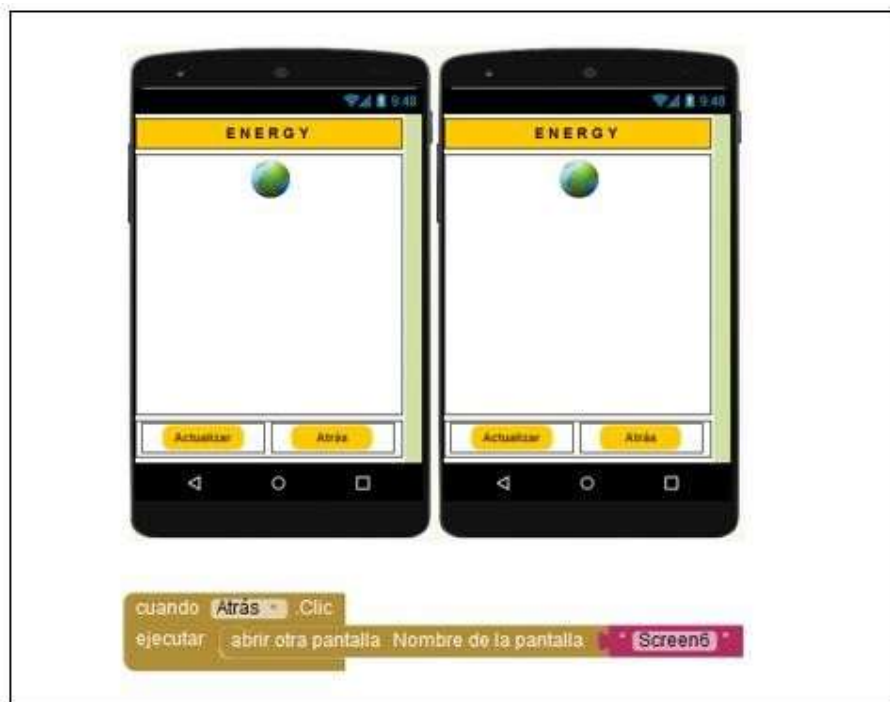 9:48 9:48
ENERGY ENERGY
Actualizar Atrás Actualizar Atrás
cuando Atrás .Clic
ejecutar abrir otra pantalla Nombre de la pantalla " Screen6 "